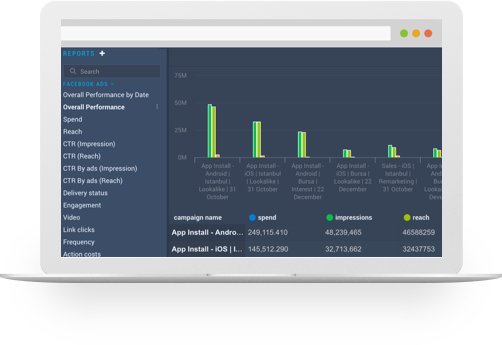 REPORTS +
Search
FACEBOOK ADS
Overall Performance by Date
Overall Performance
Spend
Reach
CTR (Impression)
CTR (Reach)
CTR By ads (Impression)
CTR By ads (Reach)
Delivery status
Engagement
Video
Link clicks
Frequency
Action costs
75M
50M
25M
0M
App Install -
Android |
Istanbul |
Lookalike | 31
October
App Install -
iOS | Istanbul
| Lookalike |
31 October
App Install -
Android |
Bursa |
Interest | 22
December
App Install -
iOS | Bursa |
Lookalike | 22
December
Sales - iOS |
Istanbul |
Remarketing |
31 October
App In
Andro
Bur
Lookali
Dece
campaign name spend impressions reach
App Install - Andro... 249,115.410 48,239,465 46588259
App Install - iOS | I... 145,512.290 32,713,662 32437753